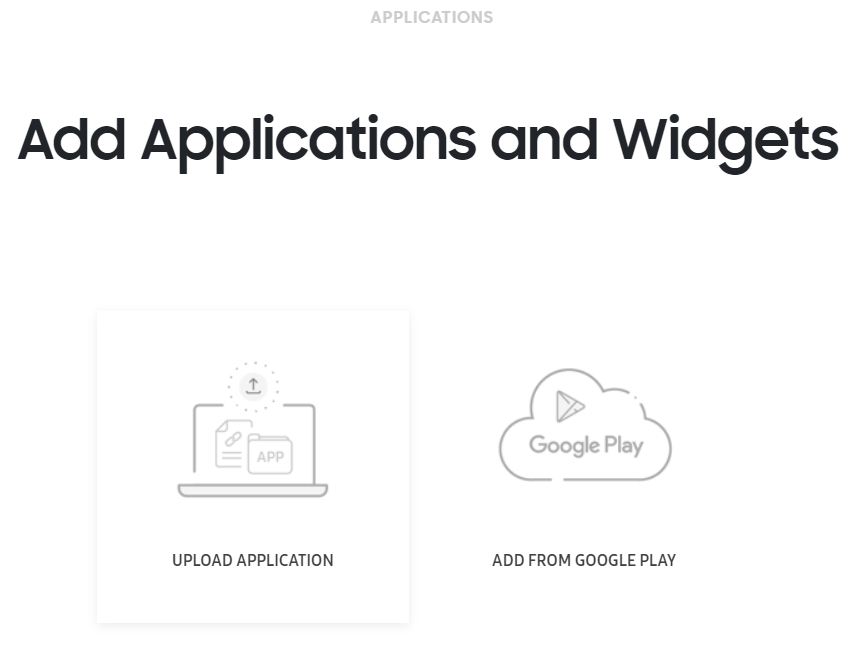 APPLICATIONS
Add Applications and Widgets
APP
Google Play
UPLOAD APPLICATION
ADD FROM GOOGLE PLAY